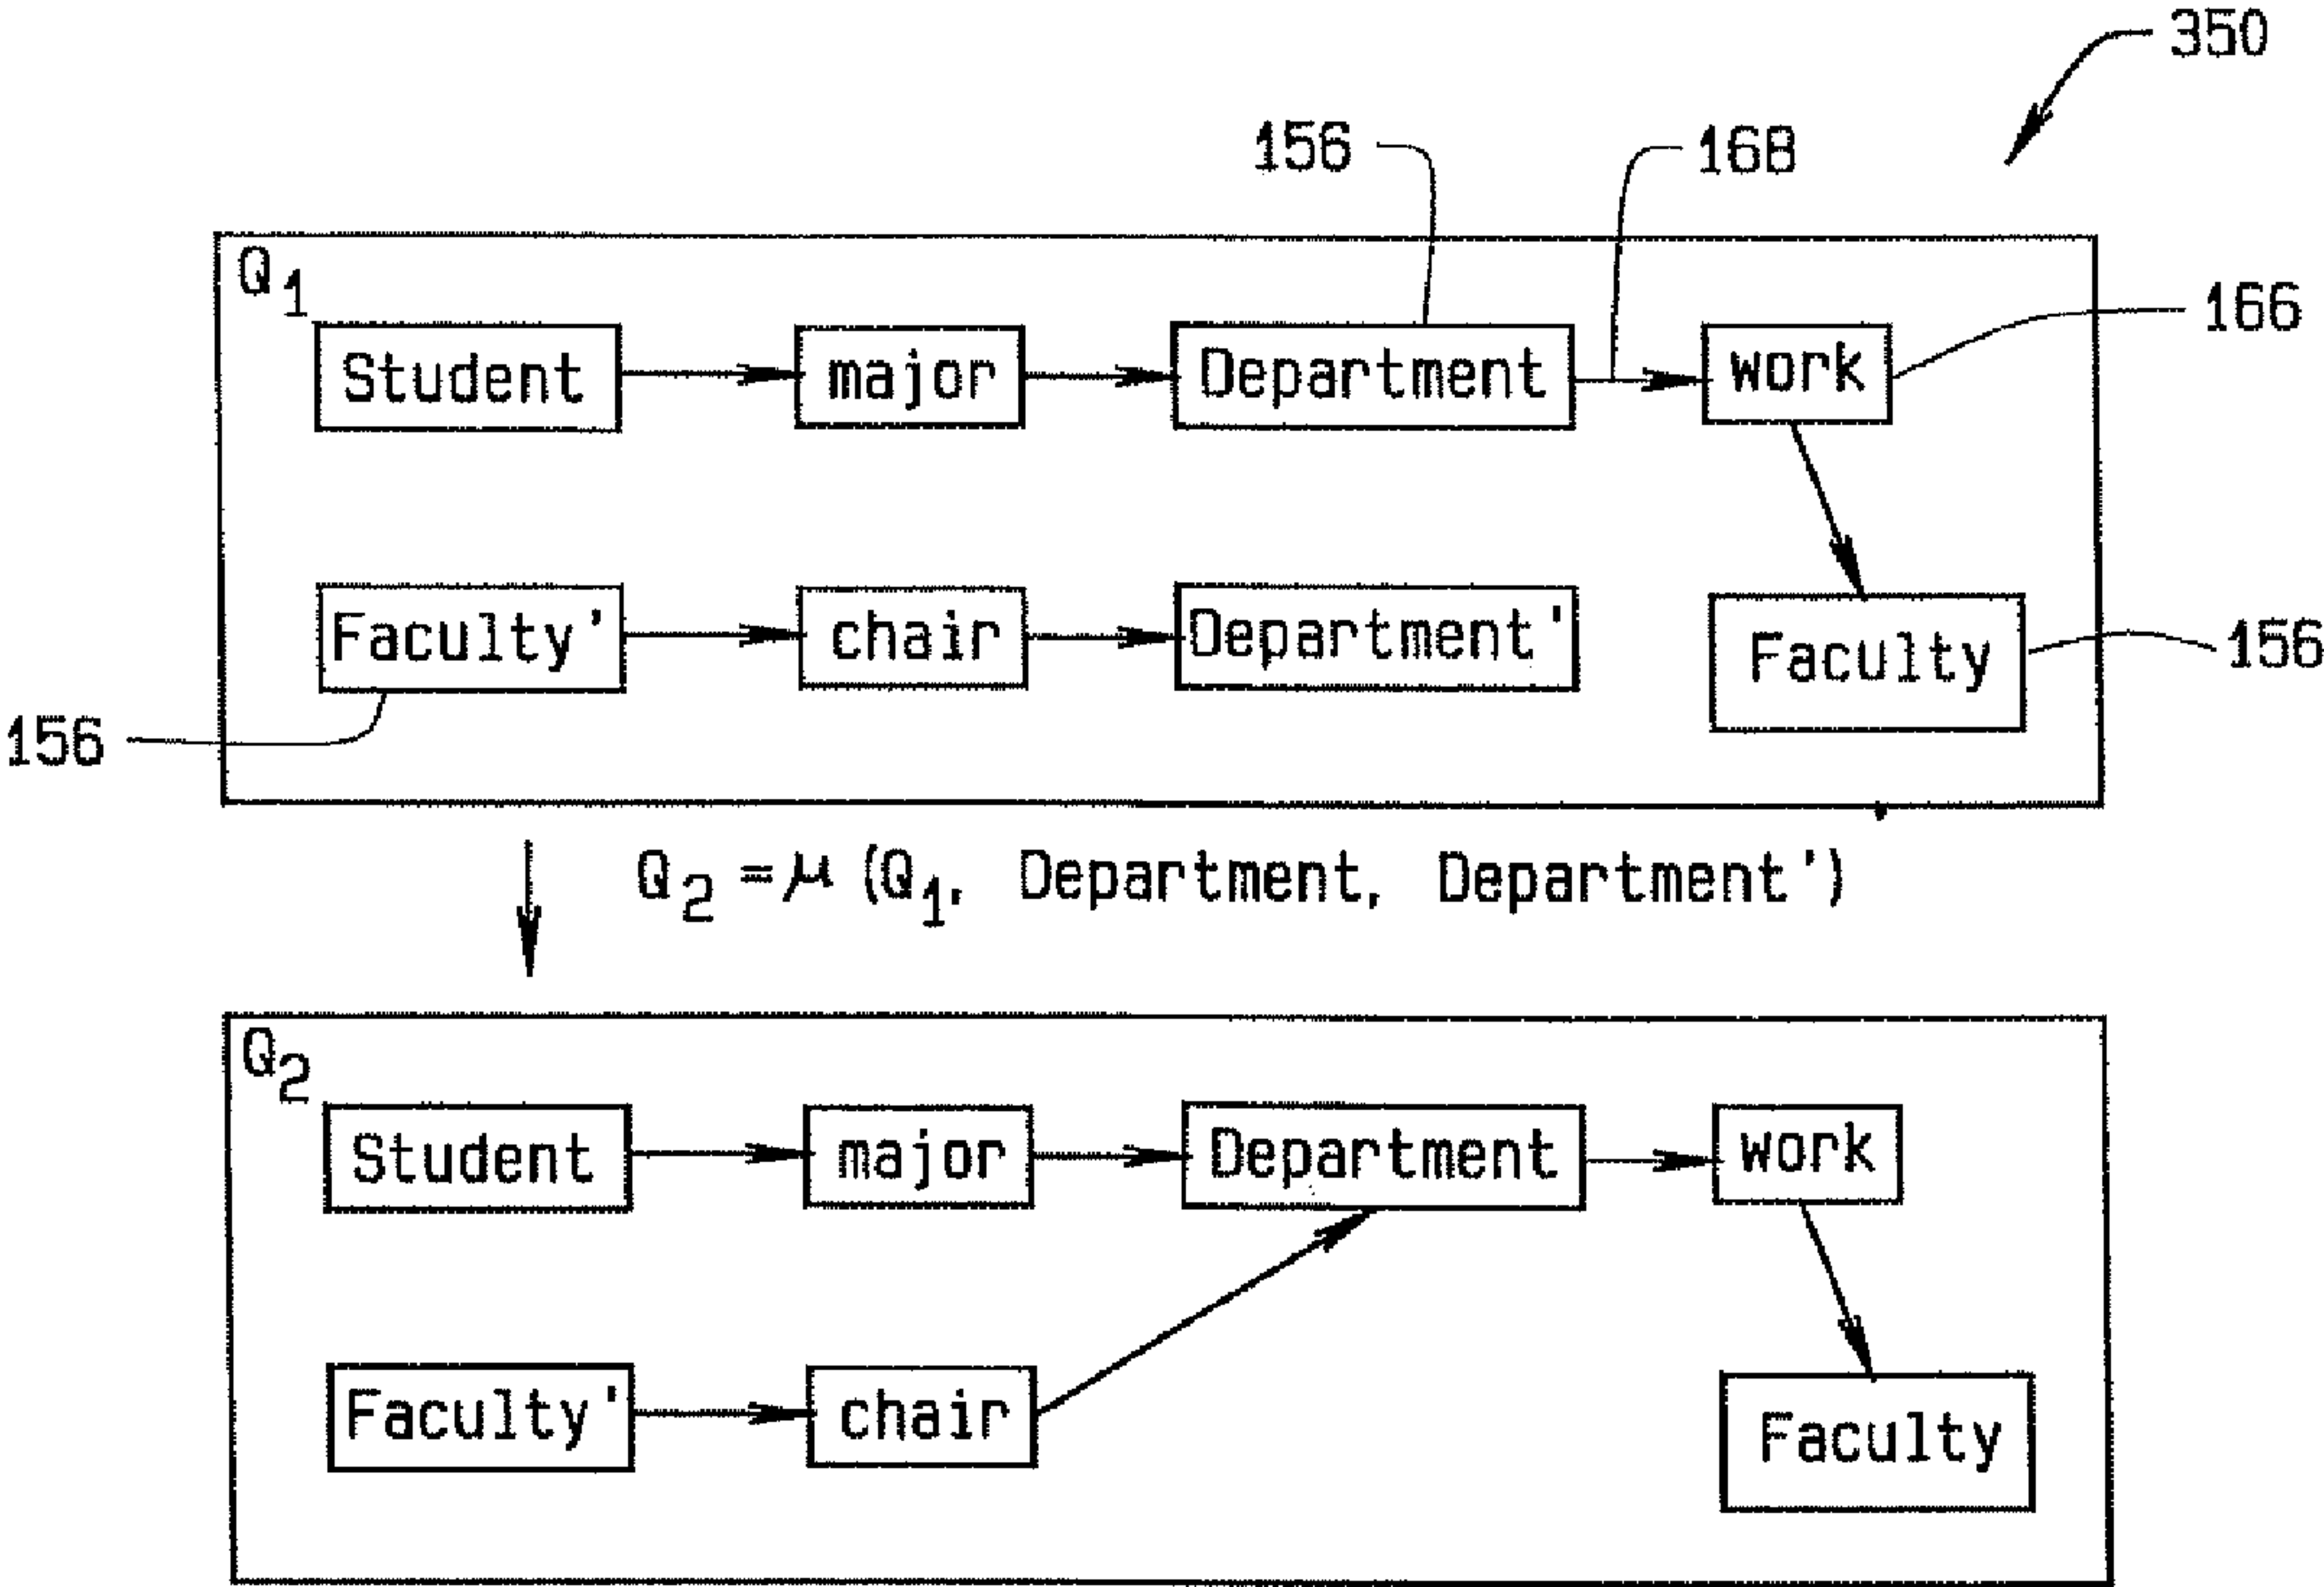 350
156 168
Q1
Student major Department work 166
Faculty' chair Department' Faculty 156
156
Q2 = μ (Q1, Department, Department')
Q2
Student major Department work
Faculty' chair Faculty